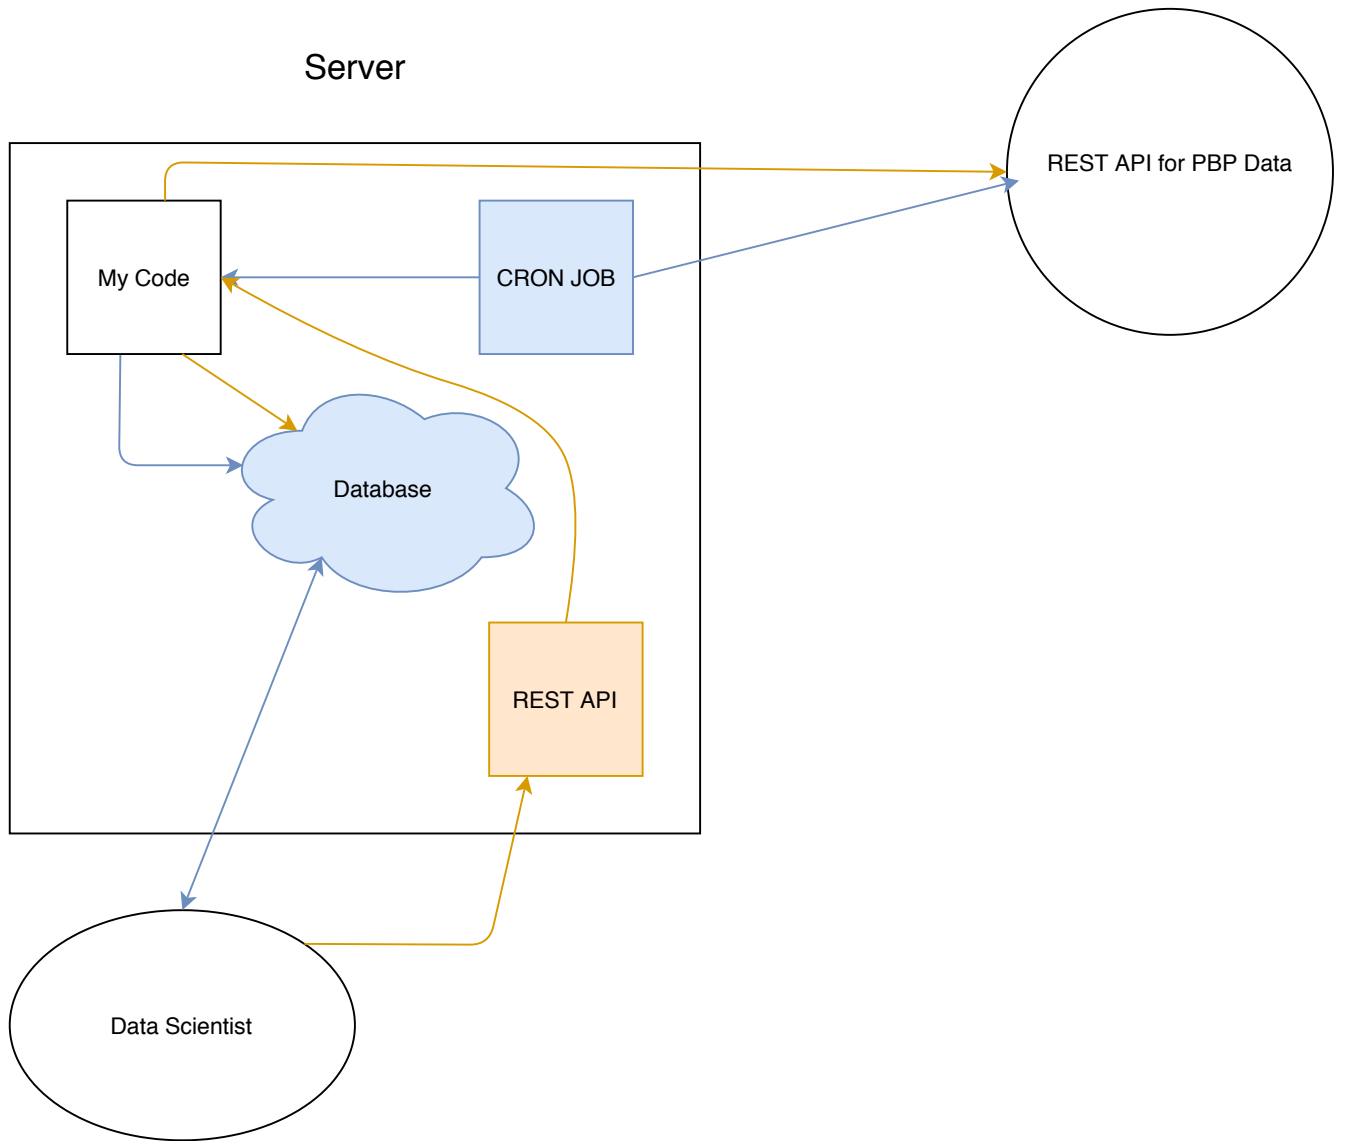 Server
REST API for PBP Data
My Code
CRON JOB
Database
REST API
Data Scientist